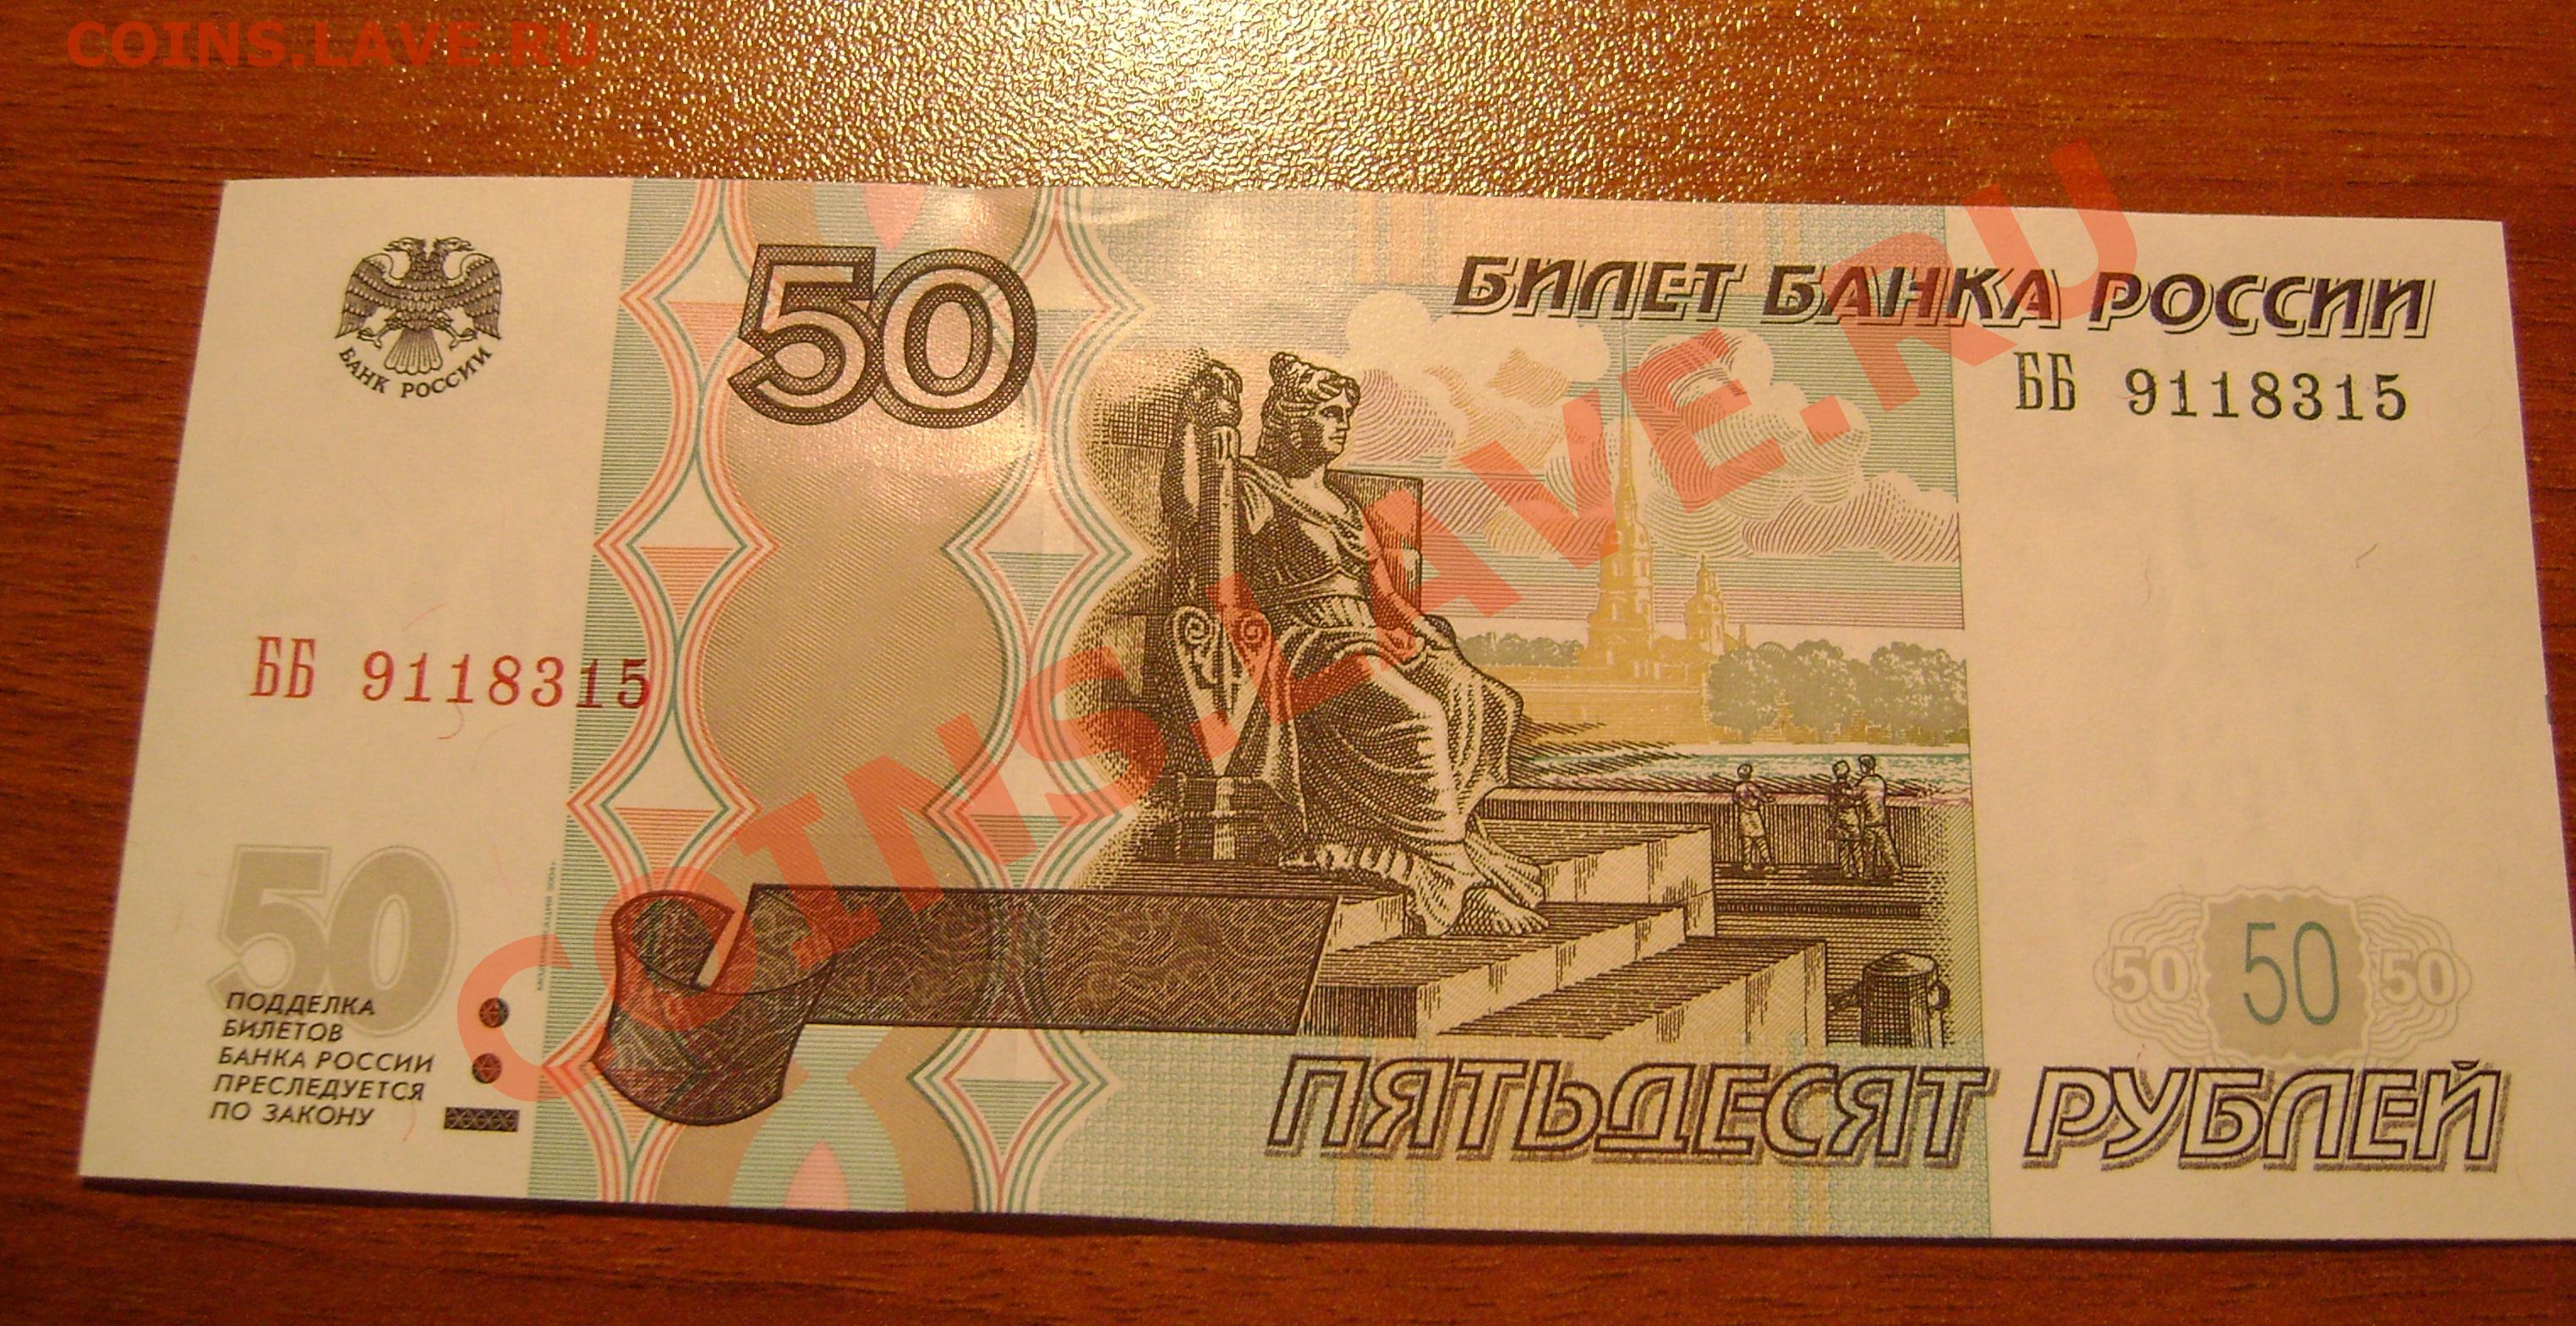 COINS.LAVE.RU
БАНК РОССИИ
50
БИЛЕТ БАНКА РОССИИ
ББ 9118315
ББ 9118315
COINS.LAVE.RU
50
ПОДДЕЛКА
БИЛЕТОВ
БАНКА РОССИИ
ПРЕСЛЕДУЕТСЯ
ПО ЗАКОНУ
50 50 50
ПЯТЬДЕСЯТ РУБЛЕЙ